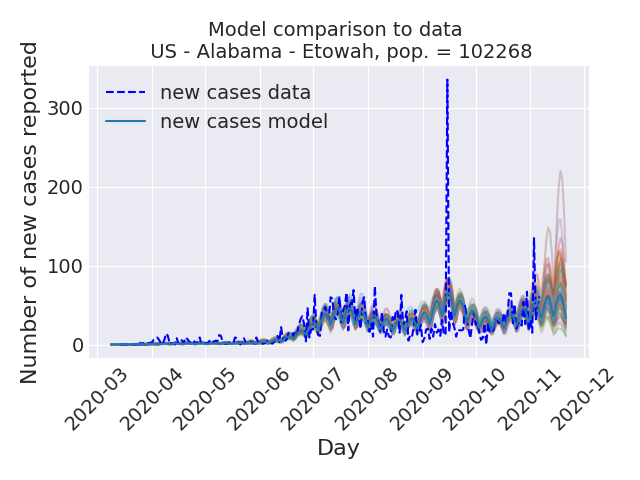 Model comparison to data
US - Alabama - Etowah, pop. = 102268
Number of new cases reported
300
200
100
0
new cases data
new cases model
2020-03
2020-04
2020-05
2020-06
2020-07
2020-08
2020-09
2020-10
2020-11
2020-12
Day